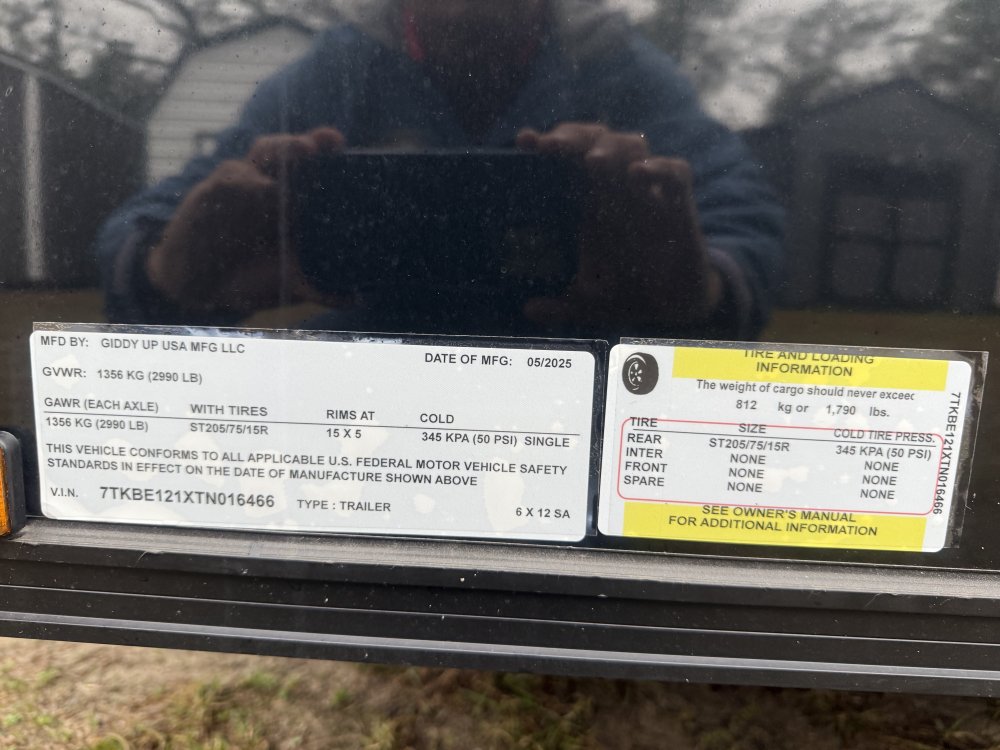 MFD BY: GIDDY UP USA MFG LLC
DATE OF MFG: 05/2025
GVWR: 1356 KG (2990 LB)
GAWR (EACH AXLE) WITH TIRES RIMS AT COLD
1356 KG (2990 LB) ST205/75/15R 15 X 5 345 KPA (50 PSI) SINGLE
THIS VEHICLE CONFORMS TO ALL APPLICABLE U.S. FEDERAL MOTOR VEHICLE SAFETY
STANDARDS IN EFFECT ON THE DATE OF MANUFACTURE SHOWN ABOVE
V.I.N. 7TKBE121XTN016466 TYPE : TRAILER 6 X 12 SA
TIRE AND LOADING
INFORMATION
The weight of cargo should never exceed
812 kg or 1,790 lbs.
TIRE SIZE COLD TIRE PRESS.
REAR ST205/75/15R 345 KPA (50 PSI)
INTER NONE NONE
FRONT NONE NONE
SPARE NONE NONE
SEE OWNER'S MANUAL
FOR ADDITIONAL INFORMATION
7TKBE121XTN016466